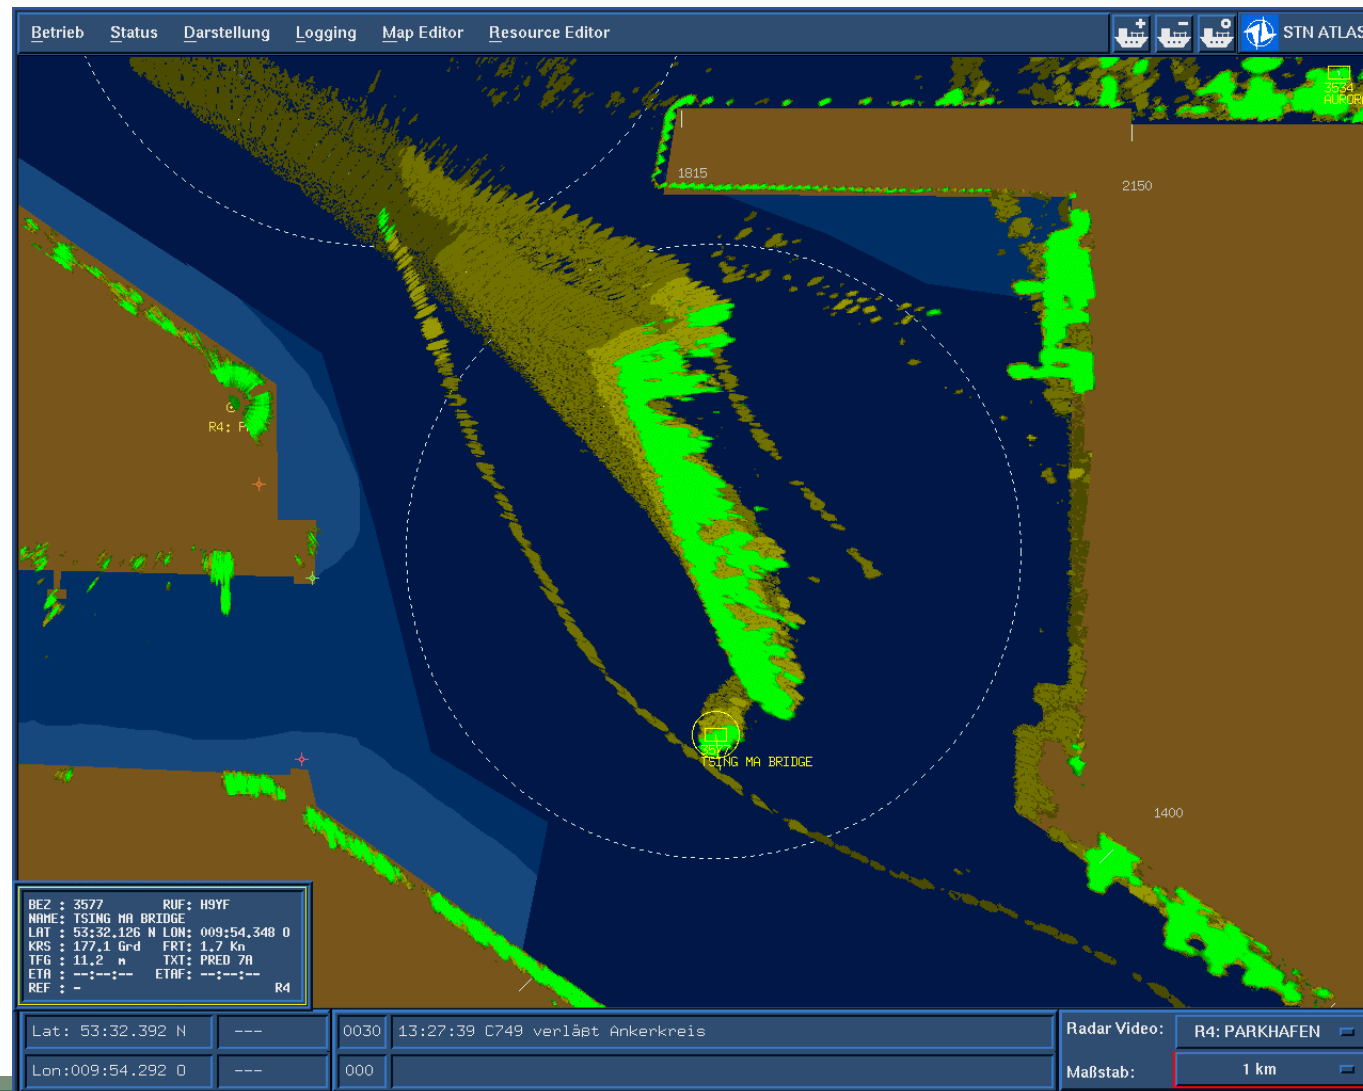 Betrieb Status Darstellung Logging Map Editor Resource Editor STN ATLAS
3534
1815
2150
R4:
3577
TSING MA BRIDGE
1400
BEZ : 3577 RUF: H9YF
NAME: TSING MA BRIDGE
LAT : 53:32.126 N LON: 009:54.348 O
KRS : 177.1 Grd FRT: 1.7 Kn
TFG : 11.2 m TXT: PRED 7A
ETA : --:--:-- ETAF: --:--:--
REF : - R4
Lat: 53:32.392 N --- 0030 13:27:39 C749 verläßt Ankerkreis Radar Video: R4: PARKHAFEN
Lon:009:54.292 O --- 000 Maßstab: 1 km